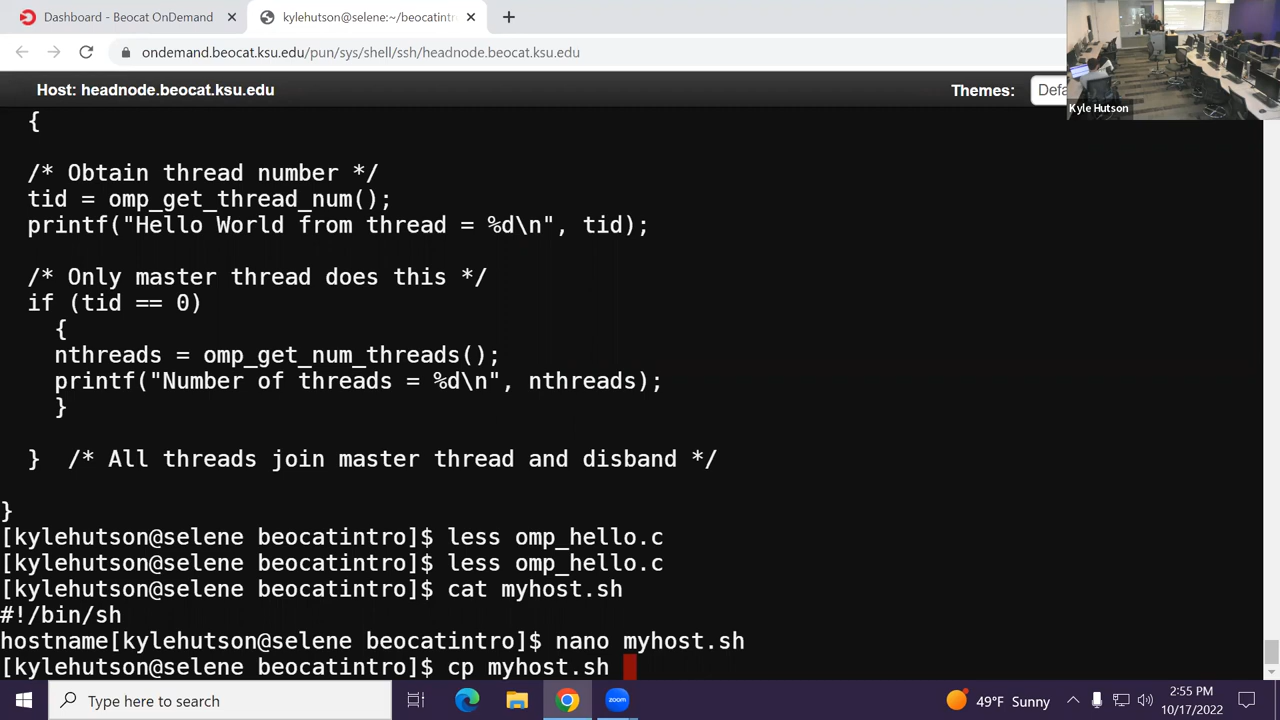 Dashboard - Beocat OnDemand
kylehutson@selene:~/beocatintr
ondemand.beocat.ksu.edu/pun/sys/shell/ssh/headnode.beocat.ksu.edu
Host: headnode.beocat.ksu.edu
Themes:
Defa
Kyle Hutson
{
/* Obtain thread number */
tid = omp_get_thread_num();
printf("Hello World from thread = %d\n", tid);
/* Only master thread does this */
if (tid == 0)
{
nthreads = omp_get_num_threads();
printf("Number of threads = %d\n", nthreads);
}
} /* All threads join master thread and disband */
}
[kylehutson@selene beocatintro]$ less omp_hello.c
[kylehutson@selene beocatintro]$ less omp_hello.c
[kylehutson@selene beocatintro]$ cat myhost.sh
#!/bin/sh
hostname[kylehutson@selene beocatintro]$ nano myhost.sh
[kylehutson@selene beocatintro]$ cp myhost.sh
Type here to search
zoom
49°F Sunny
2:55 PM
10/17/2022